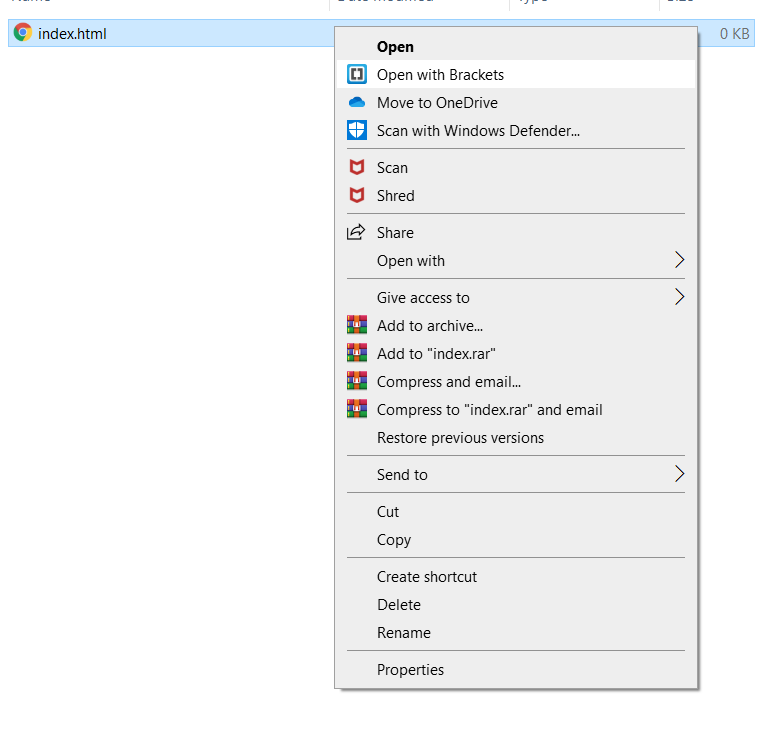 index.html
0 KB
Open
Open with Brackets
Move to OneDrive
Scan with Windows Defender...
Scan
Shred
Share
Open with
Give access to
Add to archive...
Add to "index.rar"
Compress and email...
Compress to "index.rar" and email
Restore previous versions
Send to
Cut
Copy
Create shortcut
Delete
Rename
Properties